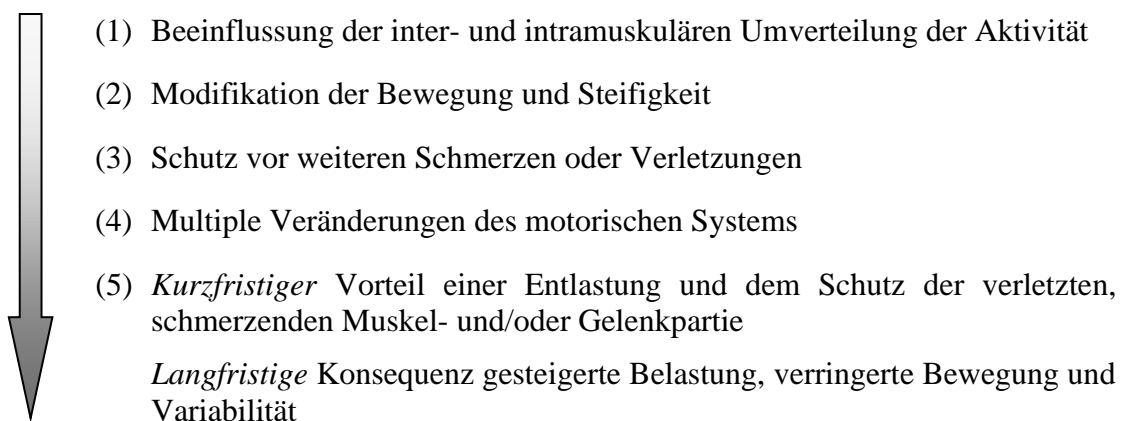 (1) Beeinflussung der inter- und intramuskulären Umverteilung der Aktivität
(2) Modifikation der Bewegung und Steifigkeit
(3) Schutz vor weiteren Schmerzen oder Verletzungen
(4) Multiple Veränderungen des motorischen Systems
(5) Kurzfristiger Vorteil einer Entlastung und dem Schutz der verletzten,
schmerzenden Muskel- und/oder Gelenkpartie
Langfristige Konsequenz gesteigerte Belastung, verringerte Bewegung und
Variabilität